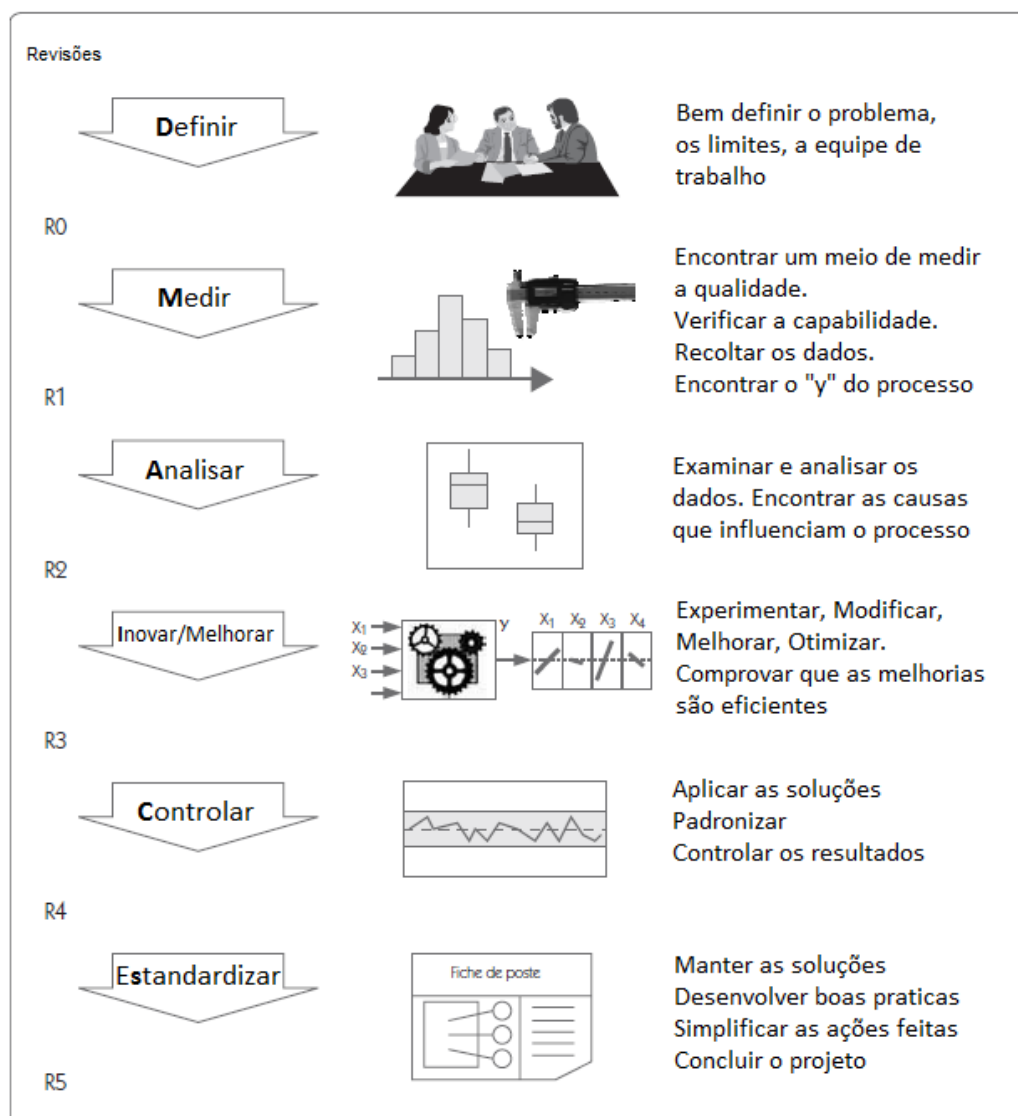 Revisões
Definir
Bem definir o problema,
os limites, a equipe de
trabalho
R0
Medir
Encontrar um meio de medir
a qualidade.
Verificar a capabilidade.
Recoltar os dados.
Encontrar o "y" do processo
R1
Analisar
Examinar e analisar os
dados. Encontrar as causas
que influenciam o processo
R2
Inovar/Melhorar
X1
X2
X3
y
X1 X2 X3 X4
Experimentar, Modificar,
Melhorar, Otimizar.
Comprovar que as melhorias
são eficientes
R3
Controlar
Aplicar as soluções
Padronizar
Controlar os resultados
R4
Estandardizar
Fiche de poste
Manter as soluções
Desenvolver boas praticas
Simplificar as ações feitas
Concluir o projeto
R5